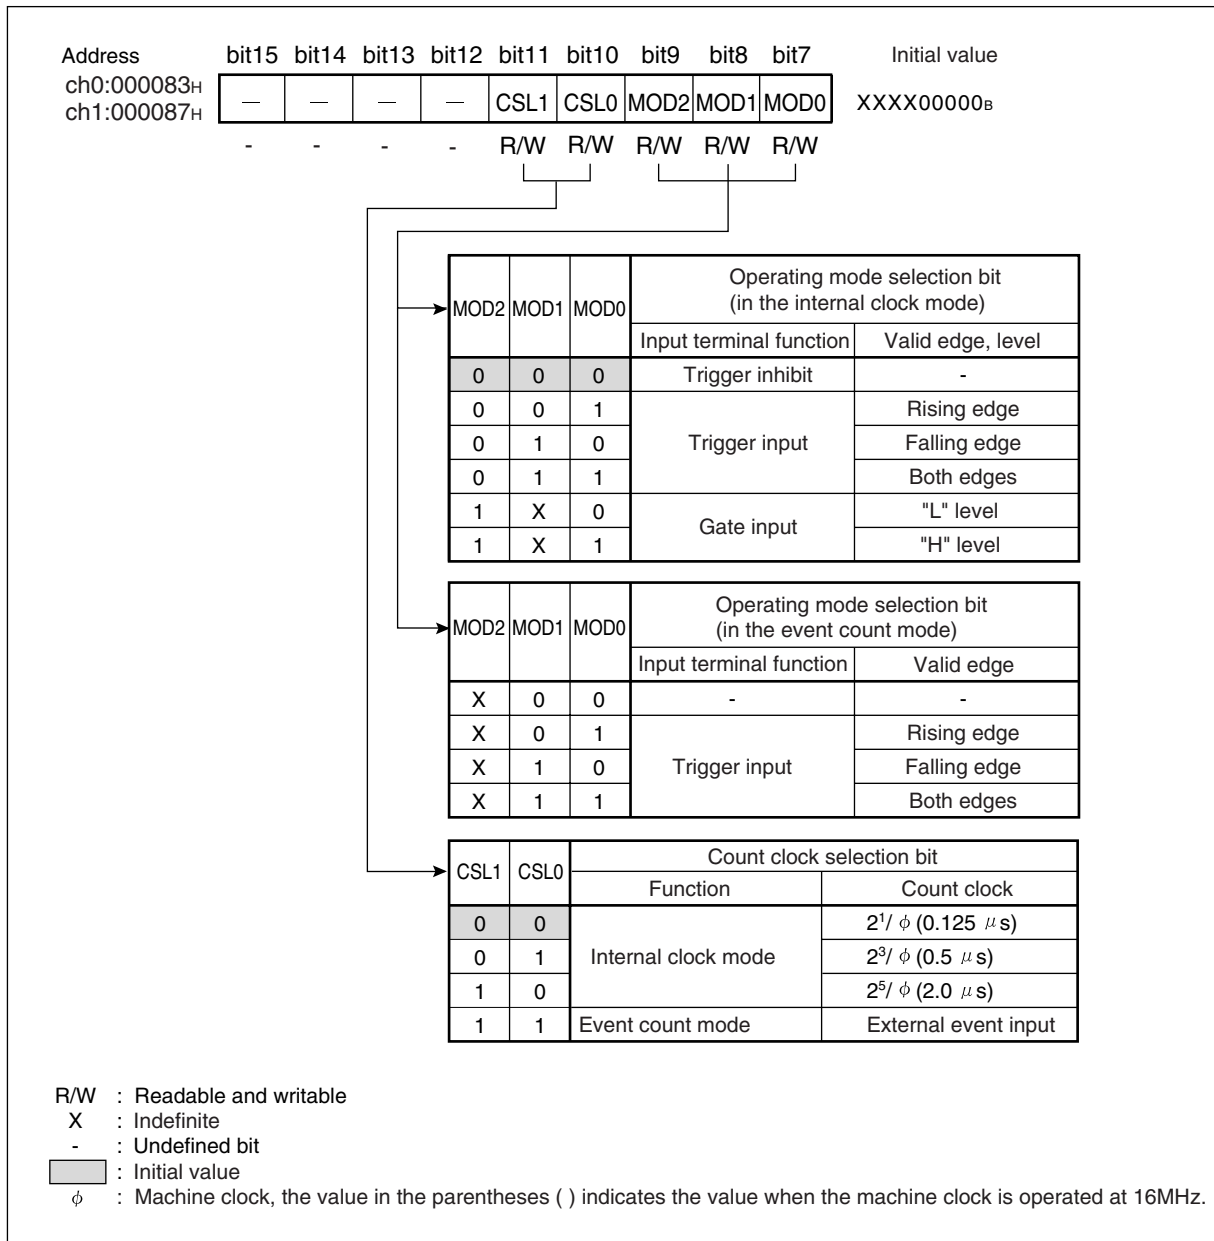 Address bit15 bit14 bit13 bit12 bit11 bit10 bit9 bit8 bit7 Initial value
ch0:000083H
ch1:000087H
— — — — CSL1 CSL0 MOD2 MOD1 MOD0 XXXX00000B
- - - - R/W R/W R/W R/W R/W
MOD2 MOD1 MOD0 Operating mode selection bit
(in the internal clock mode)
Input terminal function Valid edge, level
0 0 0 Trigger inhibit -
0 0 1 Rising edge
0 1 0 Trigger input Falling edge
0 1 1 Both edges
1 X 0 Gate input "L" level
1 X 1 "H" level
MOD2 MOD1 MOD0 Operating mode selection bit
(in the event count mode)
Input terminal function Valid edge
X 0 0 - -
X 0 1 Rising edge
X 1 0 Trigger input Falling edge
X 1 1 Both edges
CSL1 CSL0 Count clock selection bit
Function Count clock
0 0 2¹/ φ (0.125 μs)
0 1 Internal clock mode 2³/ φ (0.5 μs)
1 0 2⁵/ φ (2.0 μs)
1 1 Event count mode External event input
R/W : Readable and writable
X : Indefinite
- : Undefined bit
: Initial value
φ : Machine clock, the value in the parentheses ( ) indicates the value when the machine clock is operated at 16MHz.